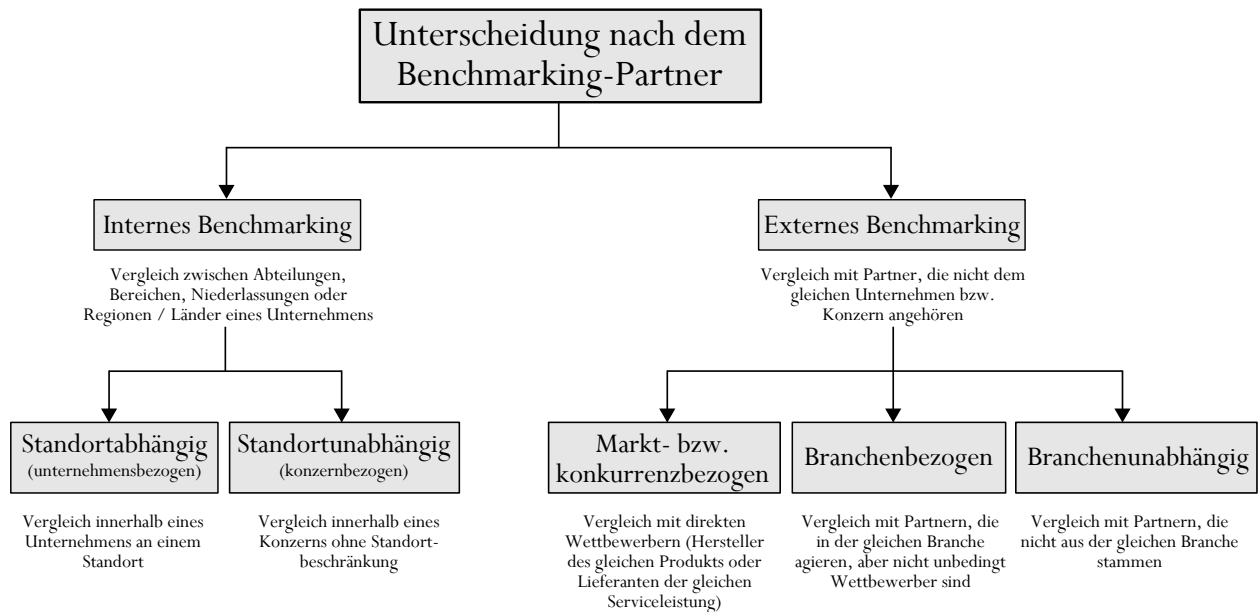 Unterscheidung nach dem
Benchmarking-Partner
Internes Benchmarking
Vergleich zwischen Abteilungen,
Bereichen, Niederlassungen oder
Regionen / Länder eines Unternehmens
Externes Benchmarking
Vergleich mit Partner, die nicht dem
gleichen Unternehmen bzw.
Konzern angehören
Standortabhängig
(unternehmensbezogen)
Vergleich innerhalb eines
Unternehmens an einem
Standort
Standortunabhängig
(konzernbezogen)
Vergleich innerhalb eines
Konzerns ohne Standort-
beschränkung
Markt- bzw.
konkurrenzbezogen
Vergleich mit direkten
Wettbewerbern (Hersteller
des gleichen Produkts oder
Lieferanten der gleichen
Serviceleistung)
Branchenbezogen
Vergleich mit Partnern, die
in der gleichen Branche
agieren, aber nicht unbedingt
Wettbewerber sind
Branchenunabhängig
Vergleich mit Partnern, die
nicht aus der gleichen Branche
stammen